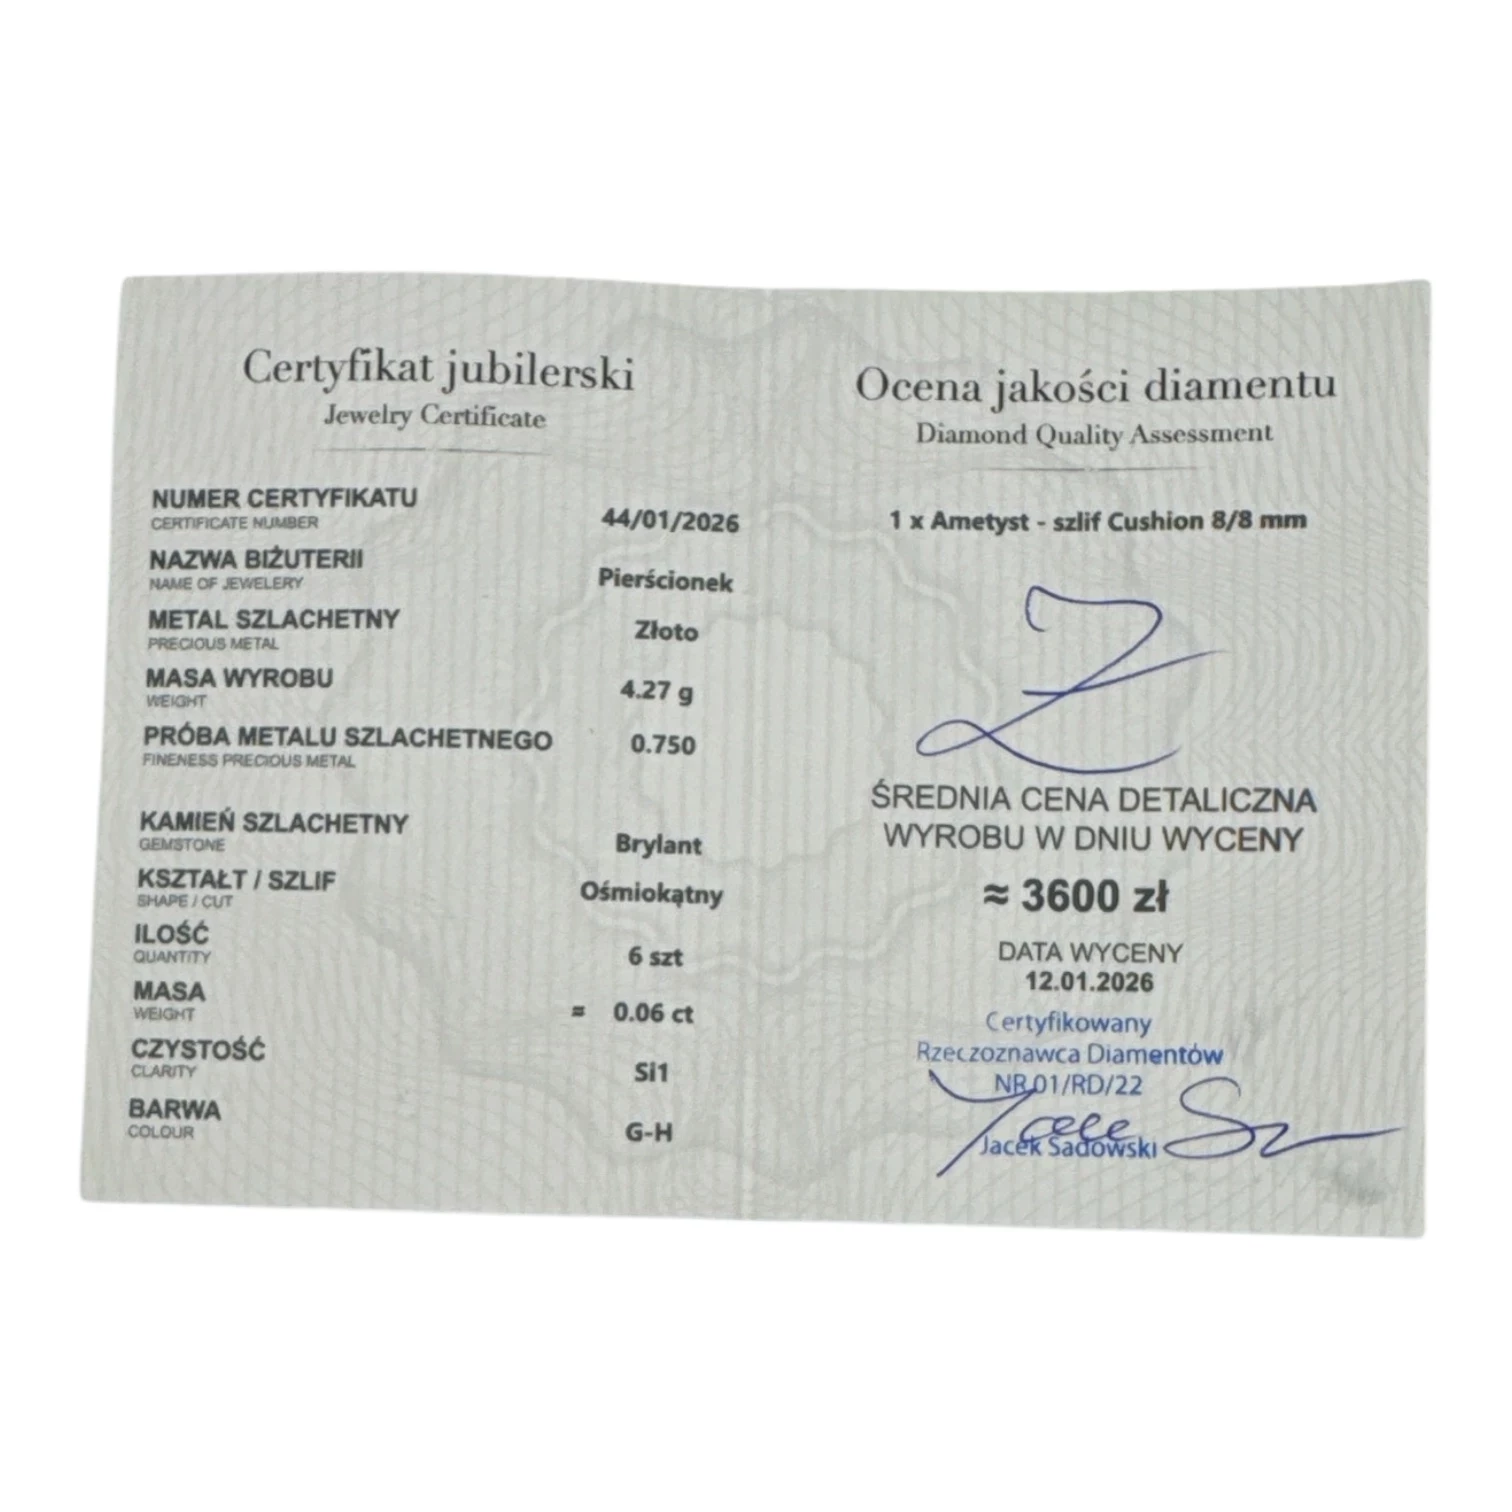 Certyfikat jubilerski
Jewelry Certificate
NUMER CERTYFIKATU
CERTIFICATE NUMBER
44/01/2026
NAZWA BIŻUTERII
NAME OF JEWELERY
Pierścionek
METAL SZLACHETNY
PRECIOUS METAL
Złoto
MASA WYROBU
WEIGHT
4.27 g
PRÓBA METALU SZLACHETNEGO
FINENESS PRECIOUS METAL
0.750
KAMIEŃ SZLACHETNY
GEMSTONE
Brylant
KSZTAŁT / SZLIF
SHAPE / CUT
Ośmiokątny
ILOŚĆ
QUANTITY
6 szt
MASA
WEIGHT
≈ 0.06 ct
CZYSTOŚĆ
CLARITY
Si1
BARWA
COLOUR
G-H
Ocena jakości diamentu
Diamond Quality Assessment
1 x Ametyst - szlif Cushion 8/8 mm
ŚREDNIA CENA DETALICZNA
WYROBU W DNIU WYCENY
≈ 3600 zł
DATA WYCENY
12.01.2026
Certyfikowany
Rzeczoznawca Diamentów
NR 01/RD/22
Jacek Sadowski